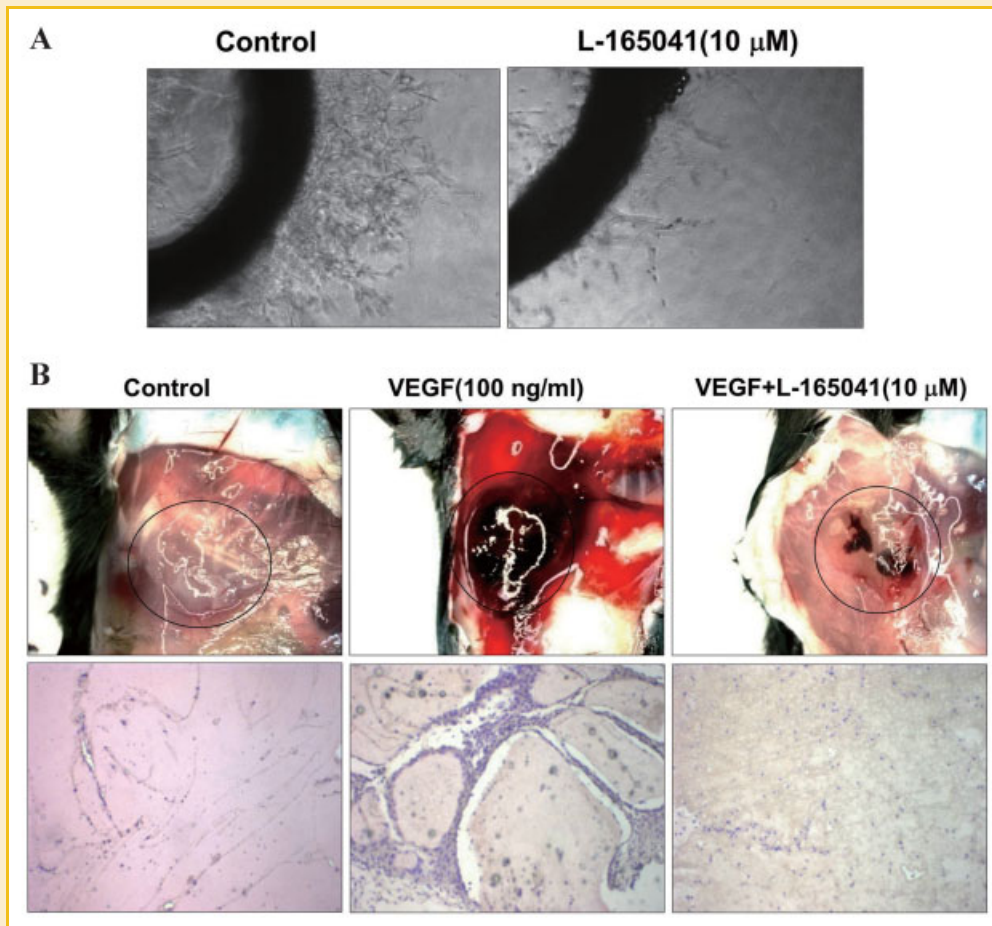 A
Control L-165041(10 μM)
B
Control VEGF(100 ng/ml) VEGF+L-165041(10 μM)